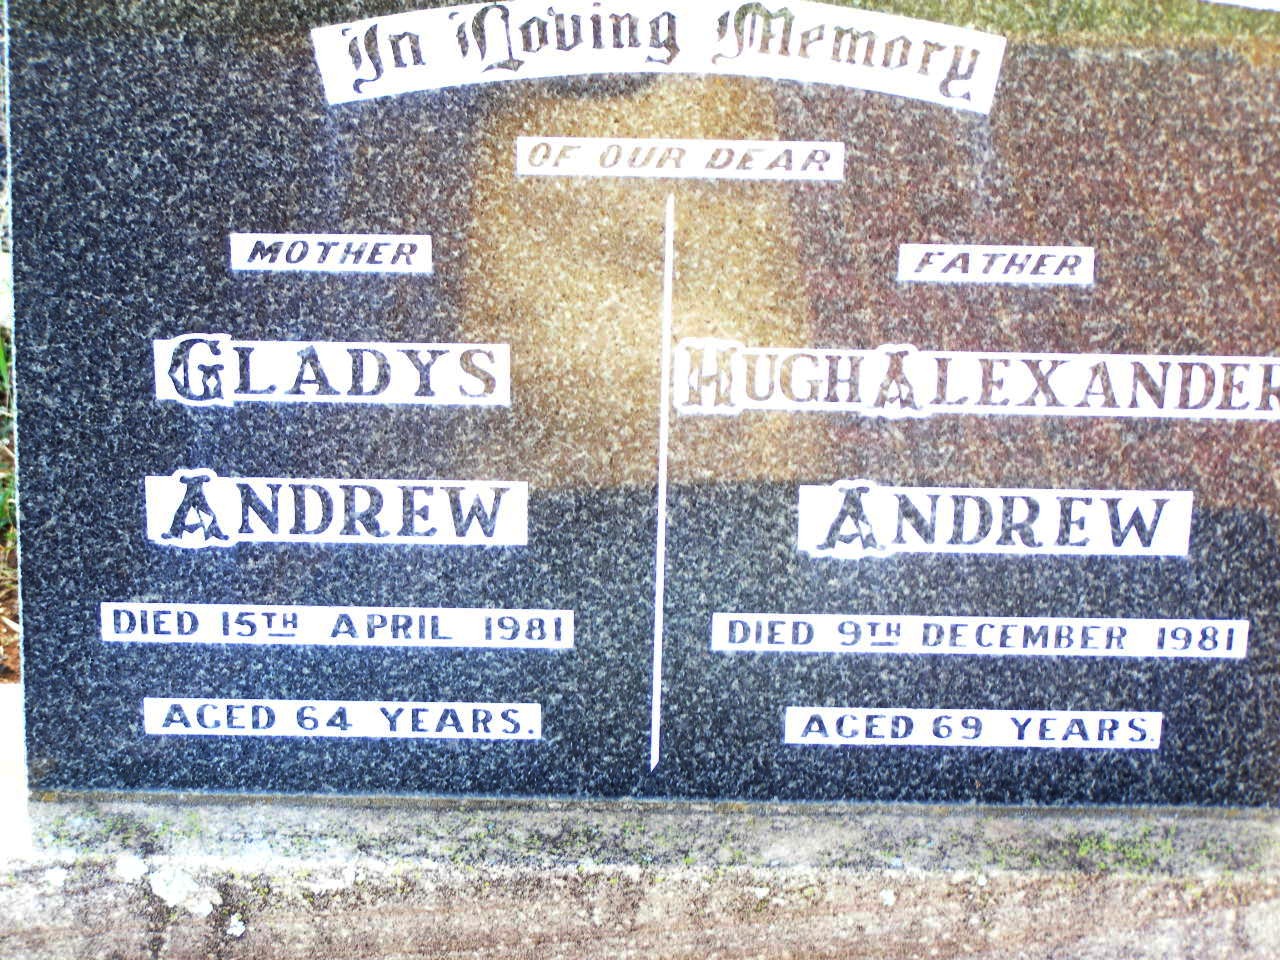 In Loving Memory
OF OUR DEAR
MOTHER
GLADYS
ANDREW
DIED 15TH APRIL 1981
AGED 64 YEARS.
FATHER
HUGH ALEXANDER
ANDREW
DIED 9TH DECEMBER 1981
AGED 69 YEARS.